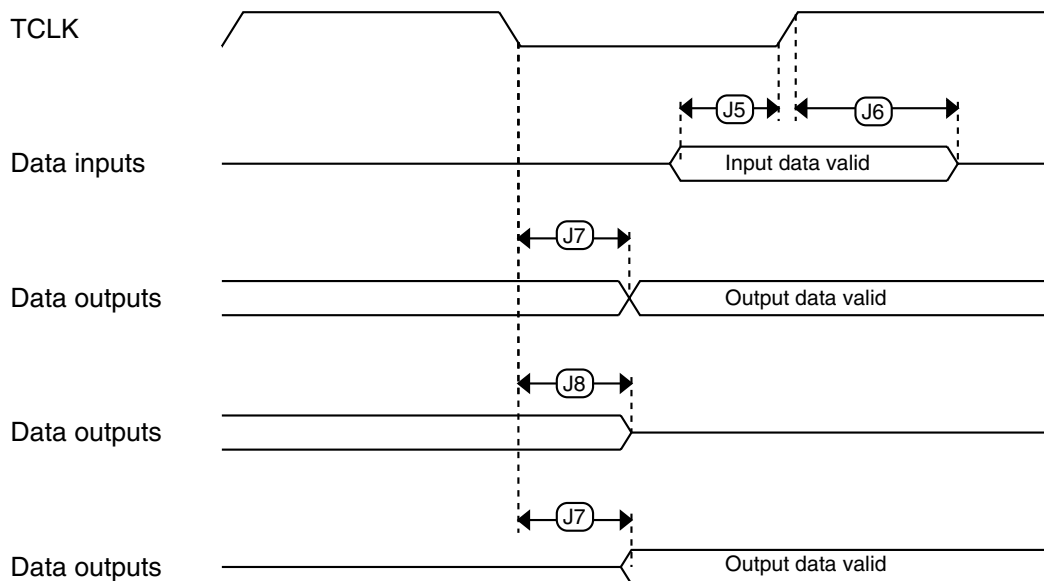 TCLK
J5
J6
Data inputs
Input data valid
J7
Data outputs
Output data valid
J8
Data outputs
J7
Data outputs
Output data valid